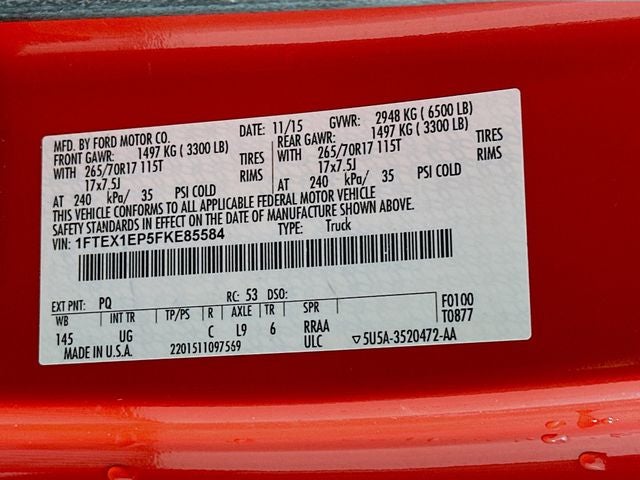 MFD. BY FORD MOTOR CO. DATE: 11/15 GVWR: 2948 KG ( 6500 LB)
FRONT GAWR: 1497 KG ( 3300 LB) REAR GAWR: 1497 KG ( 3300 LB)
WITH 265/70R17 115T TIRES WITH 265/70R17 115T TIRES
17x7.5J RIMS 17x7.5J RIMS
AT 240 kPa/ 35 PSI COLD AT 240 kPa/ 35 PSI COLD
THIS VEHICLE CONFORMS TO ALL APPLICABLE FEDERAL MOTOR VEHICLE
SAFETY STANDARDS IN EFFECT ON THE DATE OF MANUFACTURE SHOWN ABOVE.
VIN: 1FTEX1EP5FKE85584 TYPE: Truck
EXT PNT: PQ RC: 53 DSO: F0100
WB INT TR TP/PS R AXLE TR SPR T0877
145 UG C L9 6 RRAA
MADE IN U.S.A. 2201511097569 ULC ▽5U5A-3520472-AA